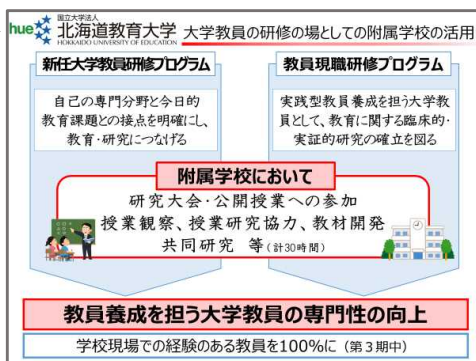 hue
国立大学法人
北海道教育大学
HOKKAIDO UNIVERSITY OF EDUCATION
大学教員の研修の場としての附属学校の活用
新任大学教員研修プログラム
自己の専門分野と今日的
教育課題との接点を明確にし、
教育・研究につなげる
教員現職研修プログラム
実践型教員養成を担う大学教
員として、教育に関する臨床的・
実証的研究の確立を図る
附属学校において
研究大会・公開授業への参加
授業観察、授業研究協力、教材開発
共同研究 等(計30時間)
教員養成を担う大学教員の専門性の向上
学校現場での経験のある教員を100%に(第3期中)